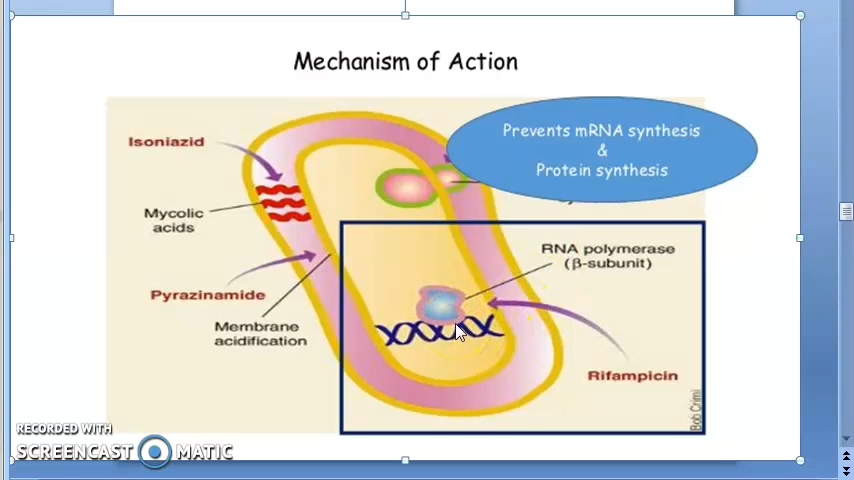 Mechanism of Action
Prevents mRNA synthesis
&
Protein synthesis
Isoniazid
Mycolic
acids
RNA polymerase
(β-subunit)
Pyrazinamide
Membrane
acidification
Rifampicin
Bob Crimi
RECORDED WITH
SCREENCAST MATIC